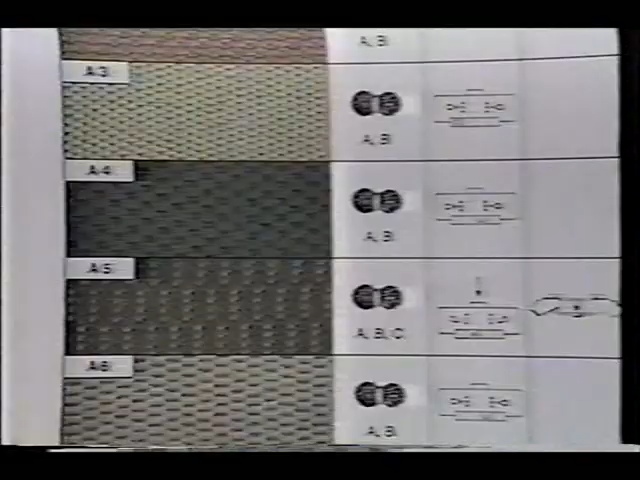 A, B
A3
A, B
A4
A, B
A5
A, B, C
A6
A, B